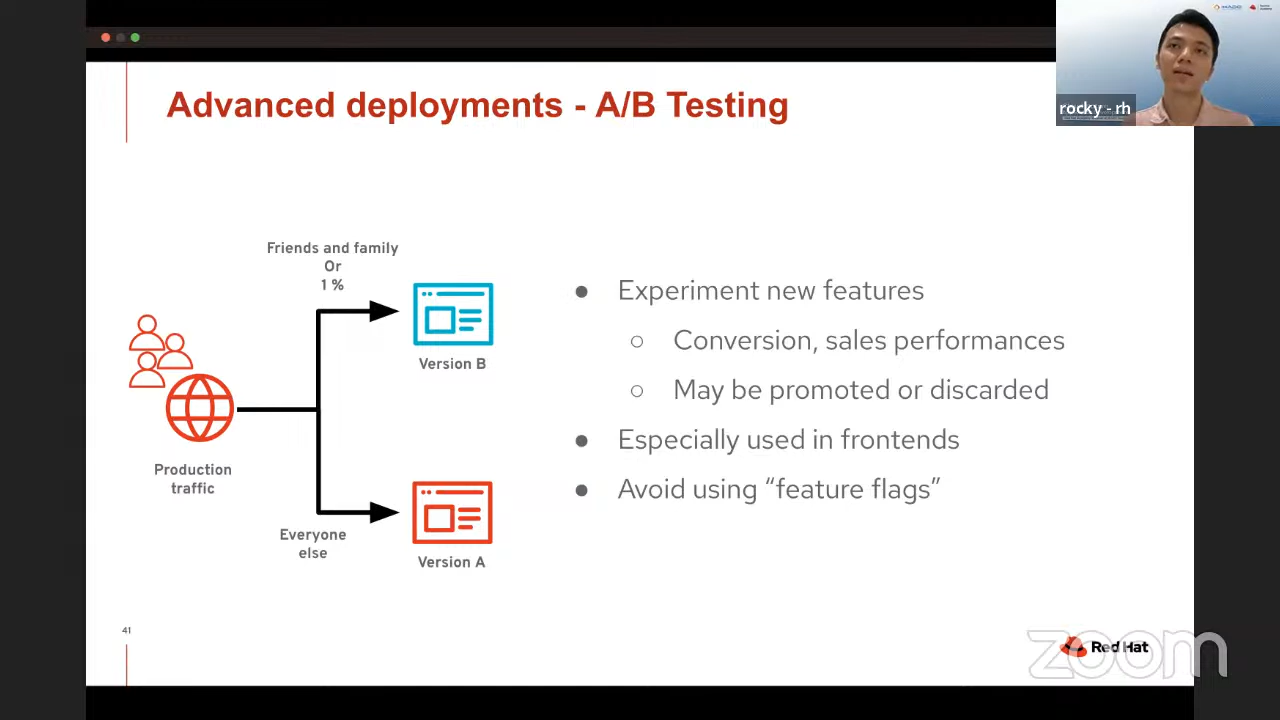 Advanced deployments - A/B Testing
rocky - rh
Friends and family
Or
1 %
Version B
Production
traffic
Everyone
else
Version A
● Experiment new features
○ Conversion, sales performances
○ May be promoted or discarded
● Especially used in frontends
● Avoid using “feature flags”
41
Red Hat
zoom